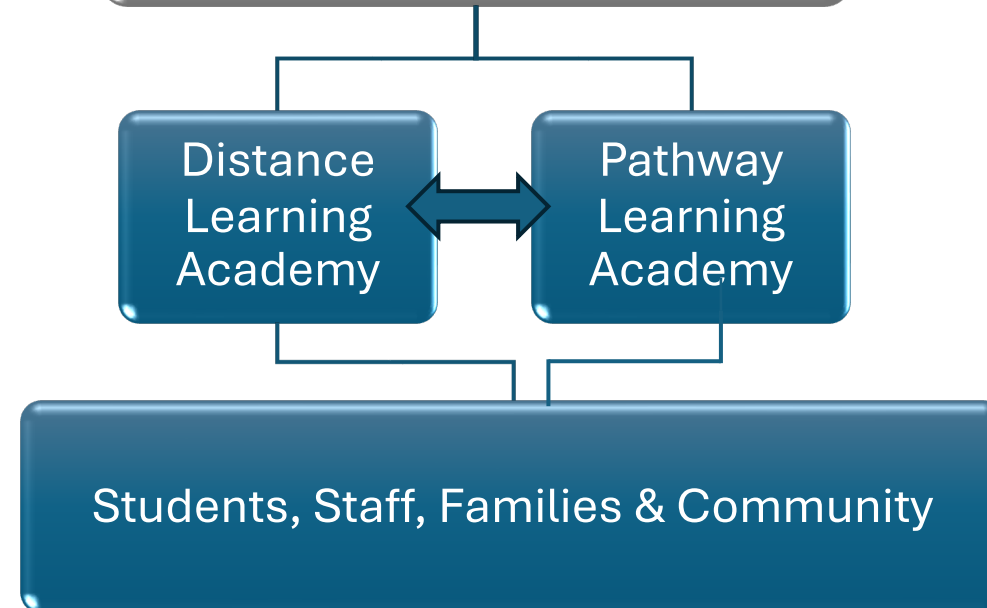 Distance
Learning
Academy
Pathway
Learning
Academy
Students, Staff, Families & Community